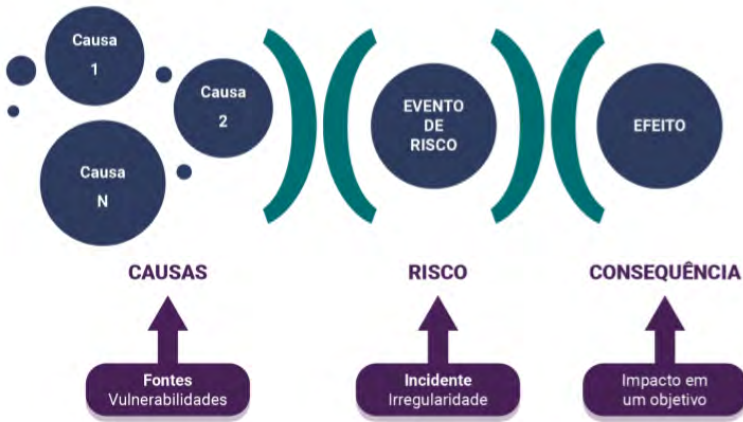 Causa
1
Causa
2
Causa
N
EVENTO
DE
RISCO
EFEITO
CAUSAS
RISCO
CONSEQUÊNCIA
Fontes
Vulnerabilidades
Incidente
Irregularidade
Impacto em
um objetivo